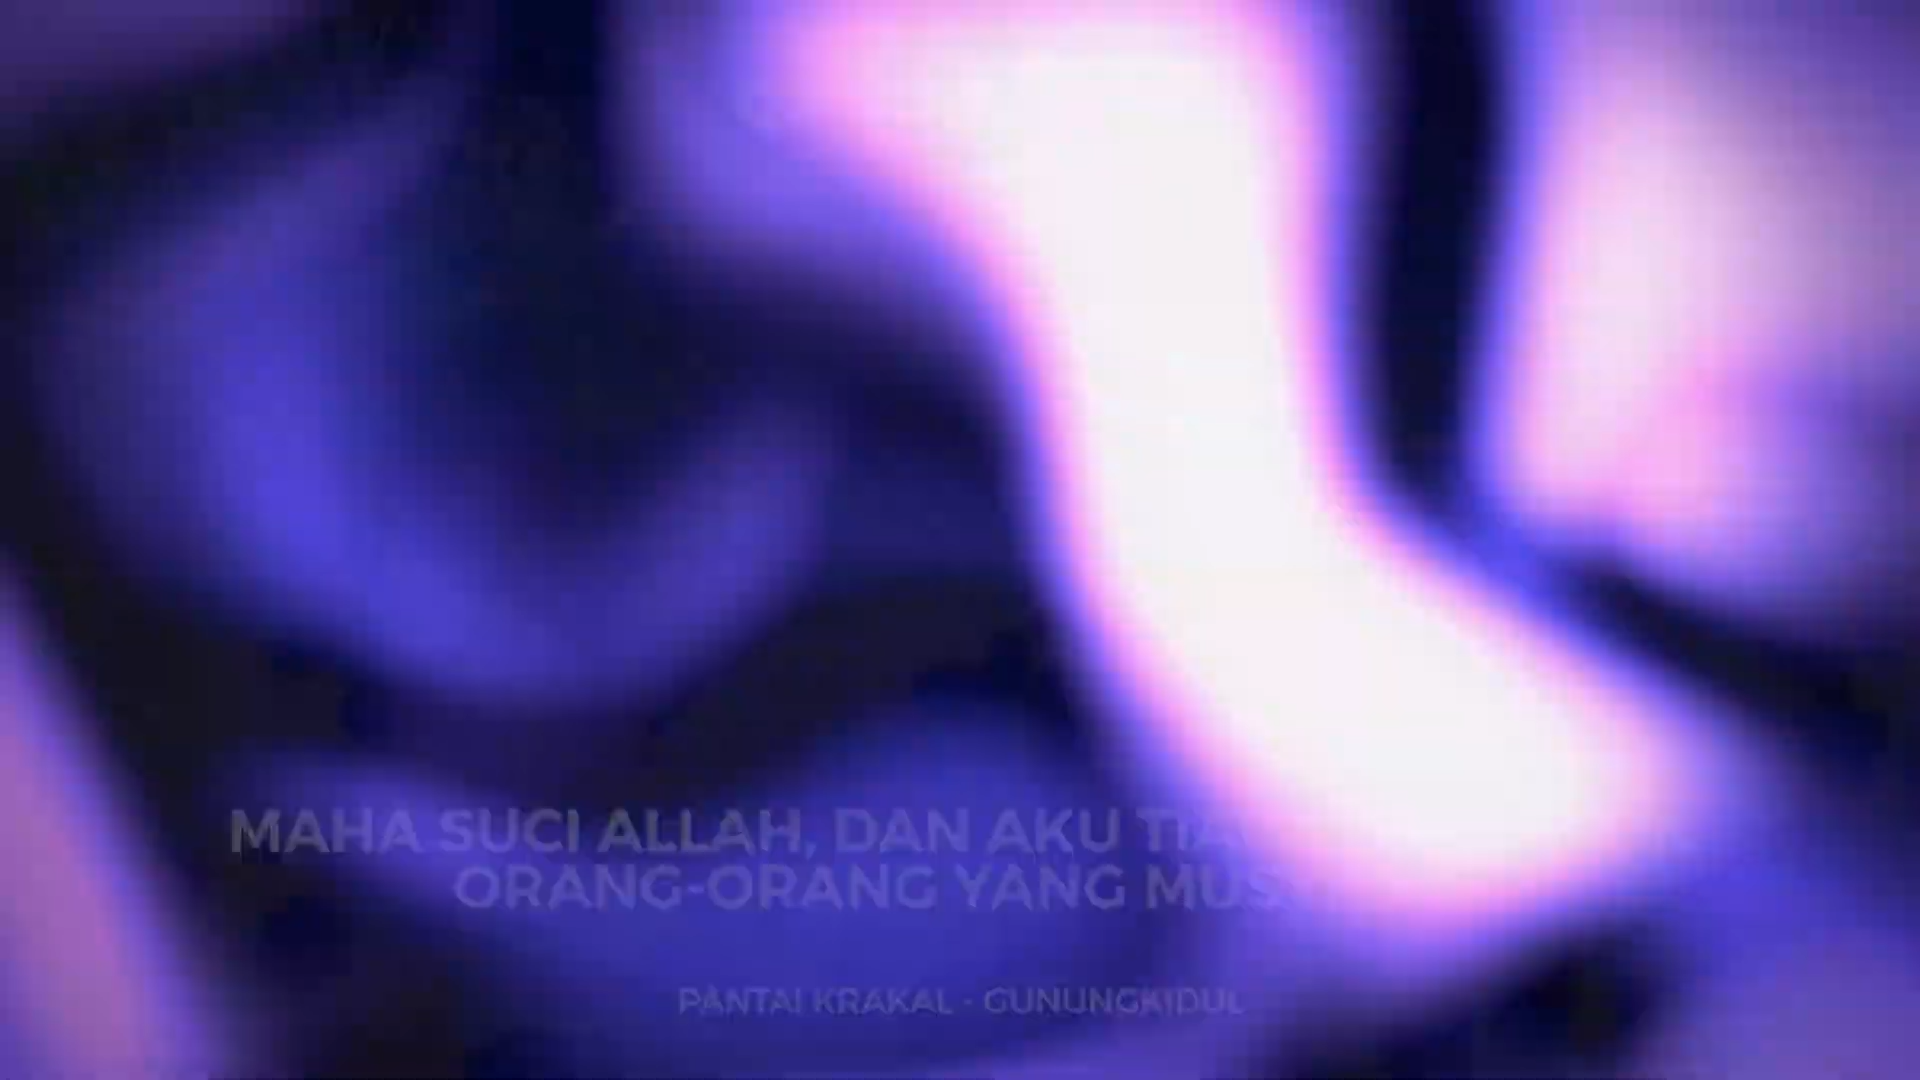 MAHA SUCI ALLAH, DAN AKU
ORANG-ORANG YANG
PANTAI KRAKAL - GUNUNGKIDUL